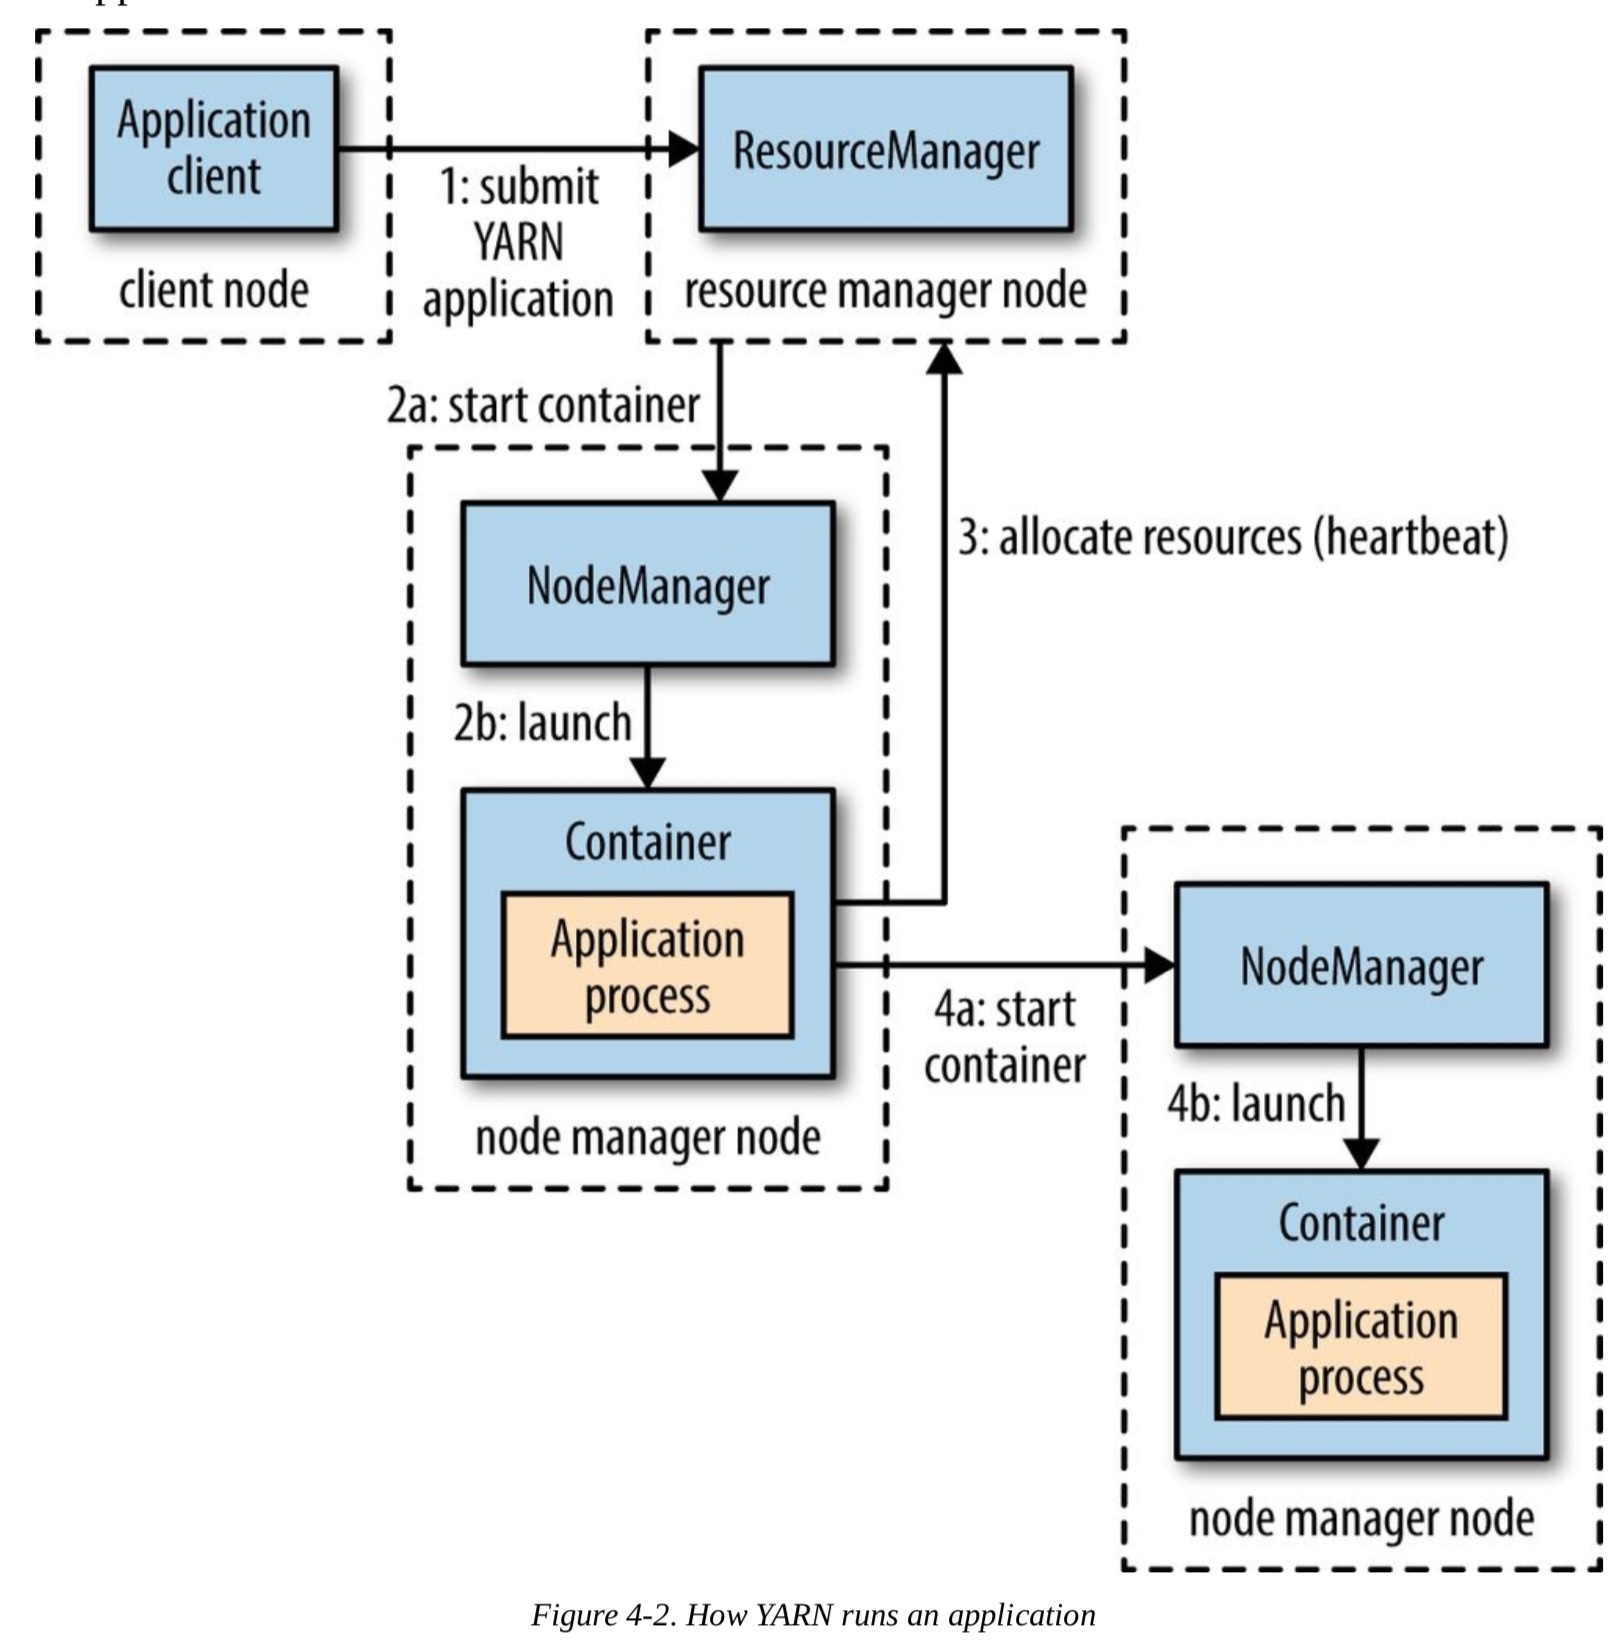 Application
client
client node
1: submit
YARN
application
ResourceManager
resource manager node
2a: start container
NodeManager
2b: launch
Container
Application
process
node manager node
3: allocate resources (heartbeat)
4a: start
container
NodeManager
4b: launch
Container
Application
process
node manager node
Figure 4-2. How YARN runs an application